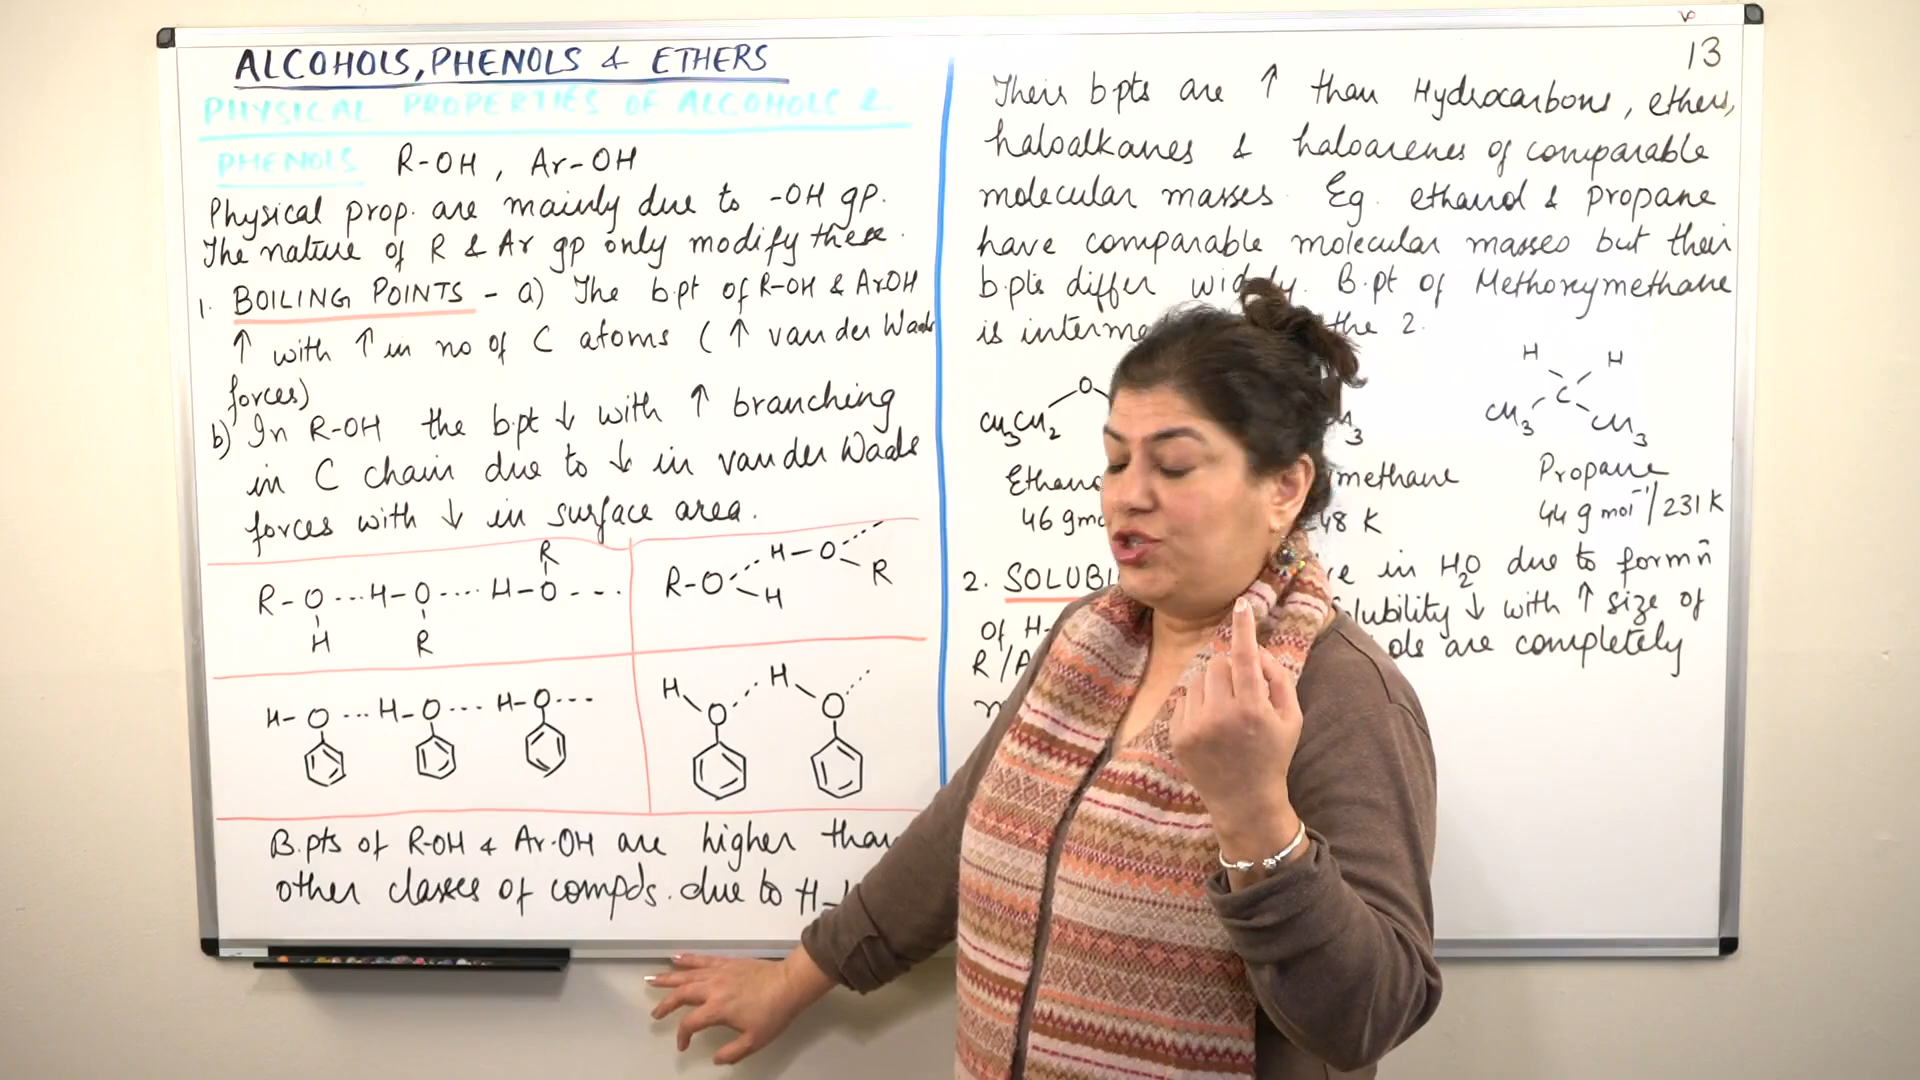 ALCOHOLS, PHENOLS & ETHERS
PHYSICAL PROPERTIES OF ALCOHOLS &
PHENOLS R-OH, Ar-OH
Physical prop. are mainly due to -OH gp.
The nature of R & Ar gp only modify these.
1. BOILING POINTS - a) The b.pt of R-OH & ArOH
↑ with ↑ in no of C atoms (↑ van der Waals
forces)
b) In R-OH the b.pt ↓ with ↑ branching
in C chain due to ↓ in van der Waals
forces with ↓ in surface area.
R
R-O---H-O----H-O---
H R
H-O
R-O R
H
H-O---H-O---H-O---
H H
O O
B.pts of R-OH & Ar-OH are higher than
other classes of compds. due to H-
13
Their b pts are ↑ than Hydrocarbons, ethers,
haloalkanes & haloarenes of comparable
molecular masses. Eg. ethanol & propane
have comparable molecular masses but their
b.pts differ widely. B.pt of Methoxymethane
is the 2.
O H H
C
CH3CH2 3 CH3 CH3
methane Propane
46 48 K 44 g mol⁻¹/231 K
2. in H2O due to formn̄
of H- ↓ with ↑ size of
R/A are completely